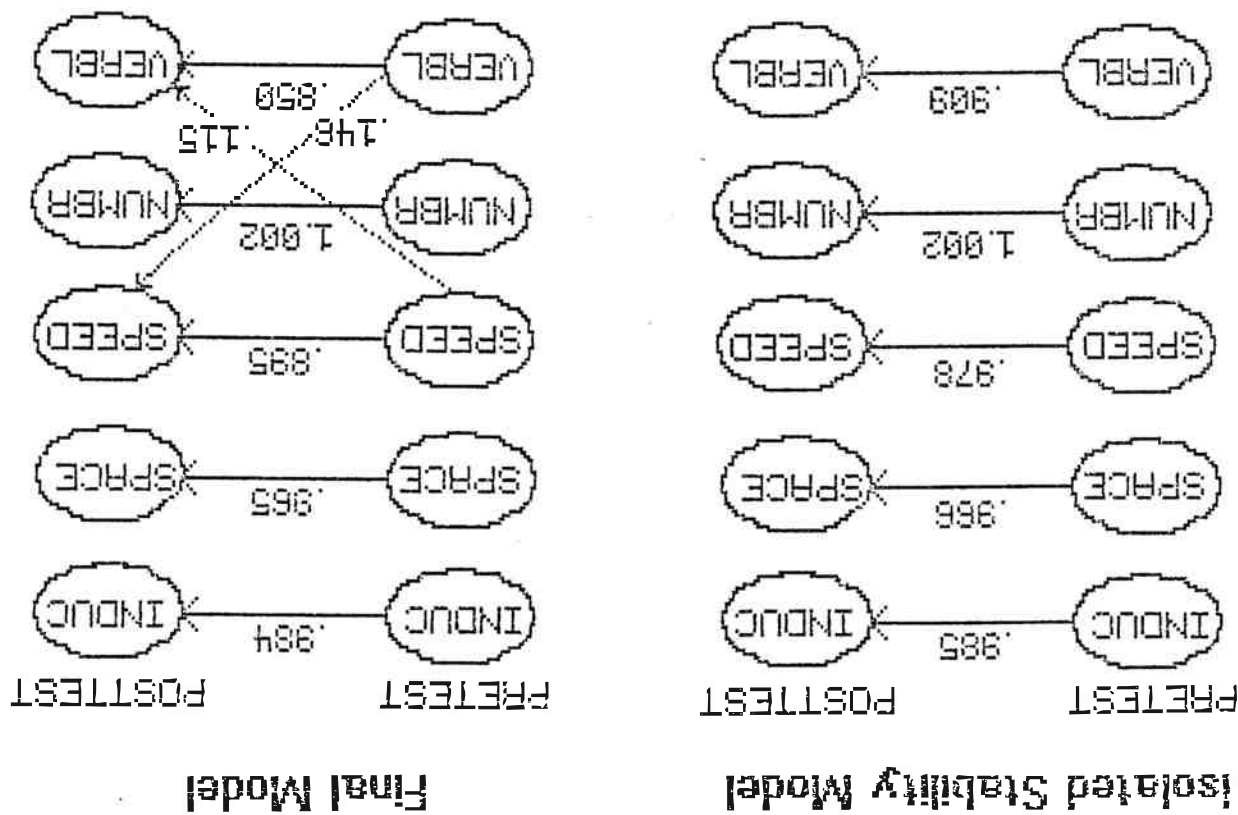 Isolated Stability Model
PRETEST POSTTEST
INDUC .985 INDUC
SPACE .966 SPACE
SPEED .978 SPEED
NUMBR 1.002 NUMBR
VERBL .909 VERBL
Final Model
PRETEST POSTTEST
INDUC .984 INDUC
SPACE .965 SPACE
SPEED .895 SPEED
NUMBR 1.002 NUMBR
.146 .115
VERBL .850 VERBL